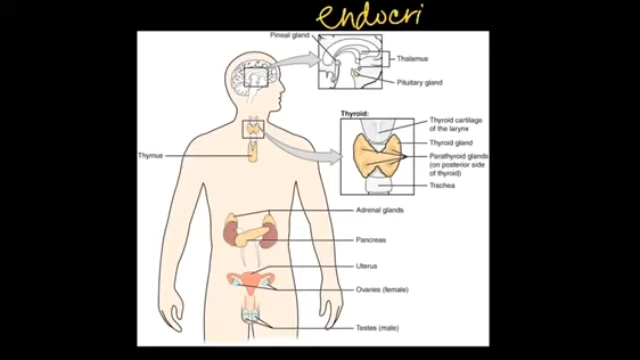 endocri
Pineal gland
Thalamus
Pituitary gland
Thyroid:
Thyroid cartilage
of the larynx
Thyroid gland
Parathyroid glands
(on posterior side
of thyroid)
Trachea
Thymus
Adrenal glands
Pancreas
Uterus
Ovaries (female)
Testes (male)